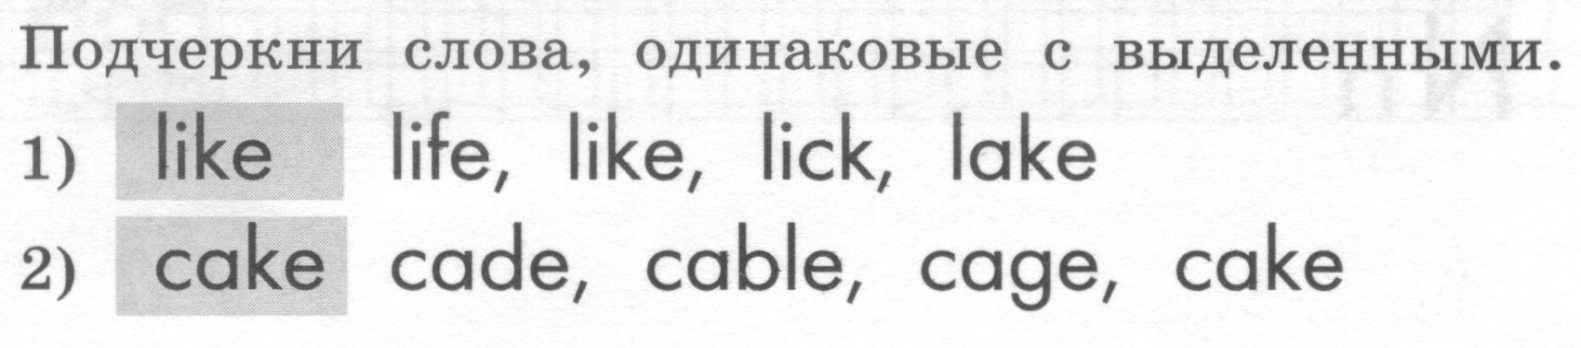 Подчеркни слова, одинаковые с выделенными.
1) like life, like, lick, lake
2) cake cade, cable, cage, cake